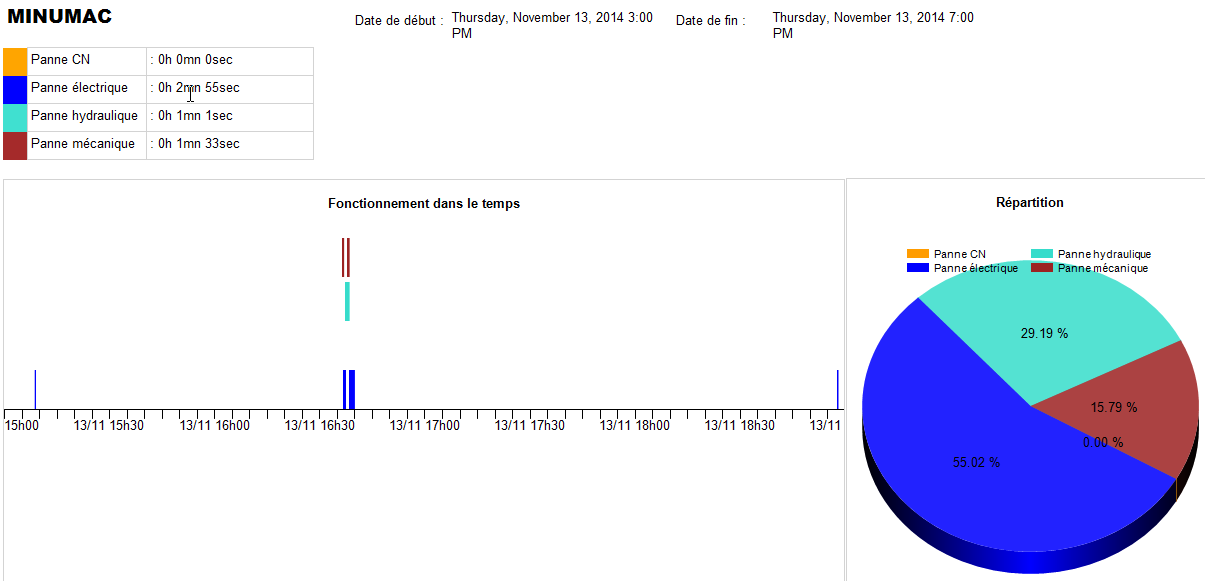 MINUMAC
Date de début : Thursday, November 13, 2014 3:00 PM
Date de fin : Thursday, November 13, 2014 7:00 PM
Panne CN : 0h 0mn 0sec
Panne électrique : 0h 2mn 55sec
Panne hydraulique : 0h 1mn 1sec
Panne mécanique : 0h 1mn 33sec
Fonctionnement dans le temps
15h00 13/11 15h30 13/11 16h00 13/11 16h30 13/11 17h00 13/11 17h30 13/11 18h00 13/11 18h30 13/11
Répartition
Panne CN Panne hydraulique
Panne électrique Panne mécanique
29.19 %
15.79 %
0.00 %
55.02 %